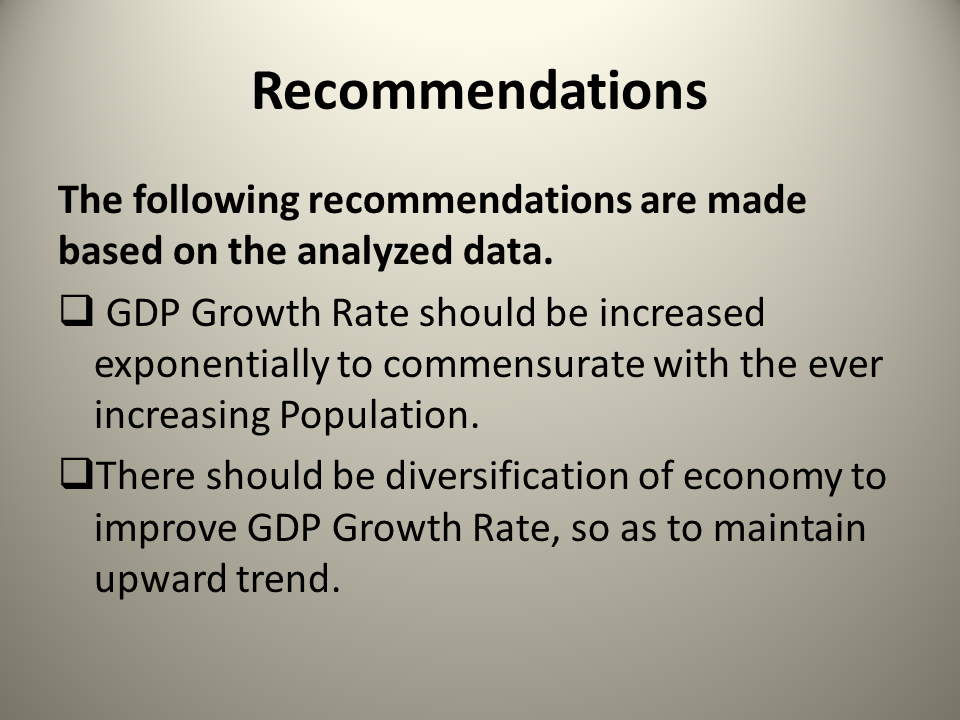 Recommendations
The following recommendations are made
based on the analyzed data.
❑ GDP Growth Rate should be increased
exponentially to commensurate with the ever
increasing Population.
❑There should be diversification of economy to
improve GDP Growth Rate, so as to maintain
upward trend.